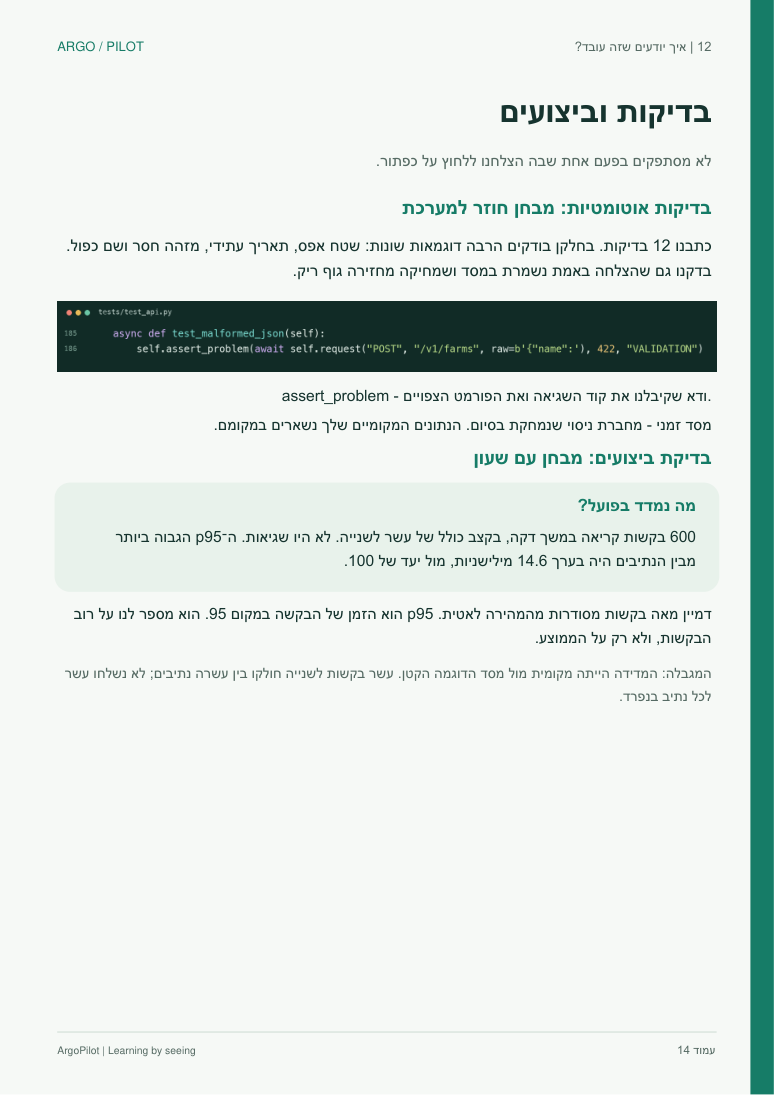 12 | איך יודעים שזה עובד?
ARGO / PILOT
בדיקות וביצועים
לא מסתפקים בפעם אחת שבה הצלחנו ללחוץ על כפתור.
בדיקות אוטומטיות: מבחן חוזר למערכת
כתבנו 12 בדיקות. בחלקן בודקים הרבה דוגמאות שונות: שטח אפס, תאריך עתידי, מזהה חסר ושם כפול.
בדקנו גם שהצלחה באמת נשמרת במסד ושמחיקה מחזירה גוף ריק.
tests/test_api.py
185 async def test_malformed_json(self):
186 self.assert_problem(await self.request("POST", "/v1/farms", raw=b'{"name":'), 422, "VALIDATION")
assert_problem - ודא שקיבלנו את קוד השגיאה ואת הפורמט הצפויים.
מסד זמני - מחברת ניסוי שנמחקת בסיום. הנתונים המקומיים שלך נשארים במקומם.
בדיקת ביצועים: מבחן עם שעון
מה נמדד בפועל?
600 בקשות קריאה במשך דקה, בקצב כולל של עשר לשנייה. לא היו שגיאות. ה־p95 הגבוה ביותר
מבין הנתיבים היה בערך 14.6 מילישניות, מול יעד של 100.
דמיין מאה בקשות מסודרות מהמהירה לאטית. p95 הוא הזמן של הבקשה במקום 95. הוא מספר לנו על רוב
הבקשות, ולא רק על הממוצע.
המגבלה: המדידה הייתה מקומית מול מסד הדוגמה הקטן. עשר בקשות לשנייה חולקו בין עשרה נתיבים; לא נשלחו עשר
לכל נתיב בנפרד.
עמוד 14
ArgoPilot | Learning by seeing